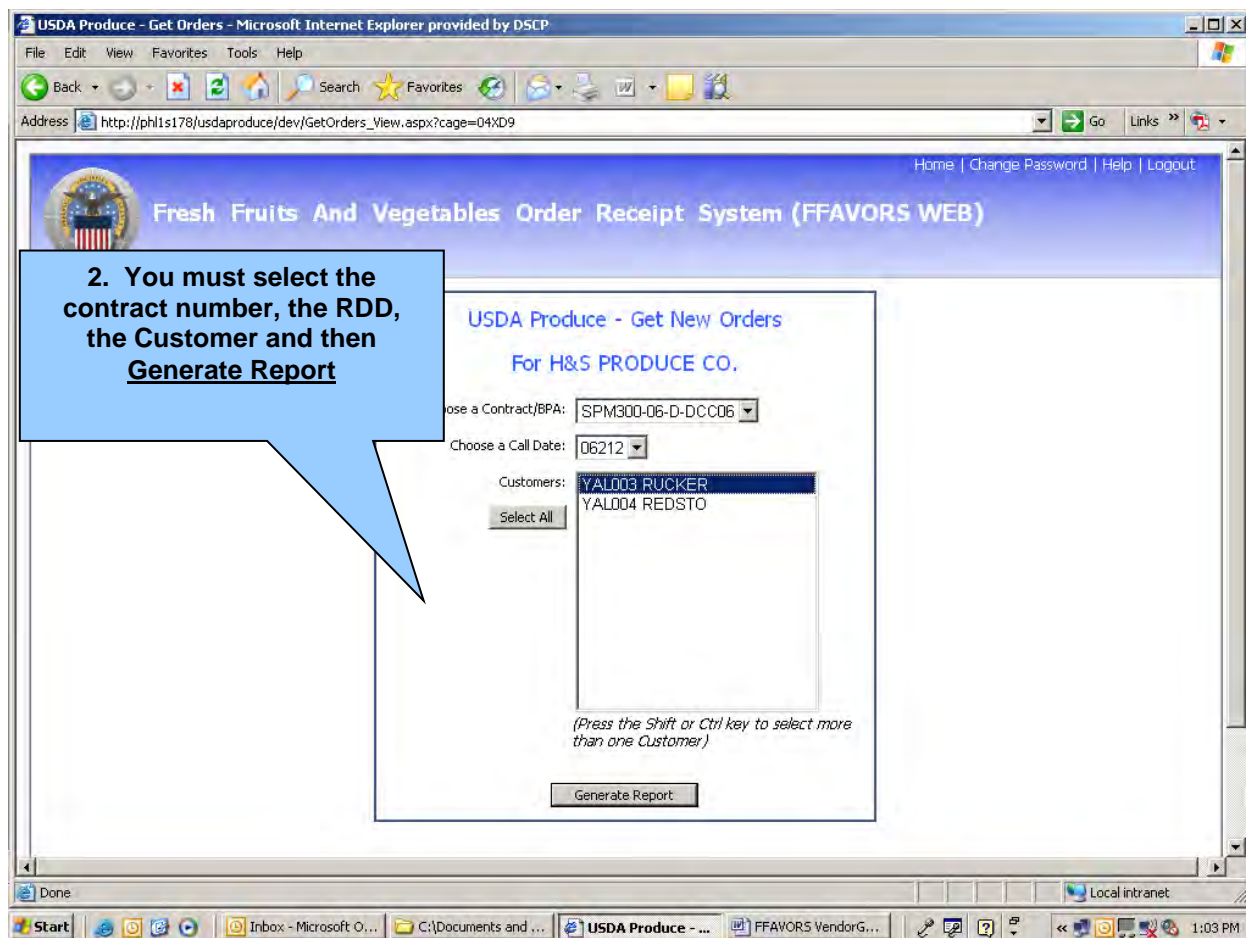 USDA Produce - Get Orders - Microsoft Internet Explorer provided by DSCP
File Edit View Favorites Tools Help
Back Search Favorites
Address http://phl1s178/usdaproduce/dev/GetOrders_View.aspx?cage=04XD9 Go Links »
Home | Change Password | Help | Logout
Fresh Fruits And Vegetables Order Receipt System (FFAVORS WEB)
2. You must select the
contract number, the RDD,
the Customer and then
Generate Report
USDA Produce - Get New Orders
For H&S PRODUCE CO.
ose a Contract/BPA: SPM300-06-D-DCC06
Choose a Call Date: 06212
Customers: YAL003 RUCKER
YAL004 REDSTO
Select All
(Press the Shift or Ctrl key to select more
than one Customer)
Generate Report
Done Local intranet
Start Inbox - Microsoft O... C:\Documents and ... USDA Produce - ... FFAVORS VendorG... « 1:03 PM